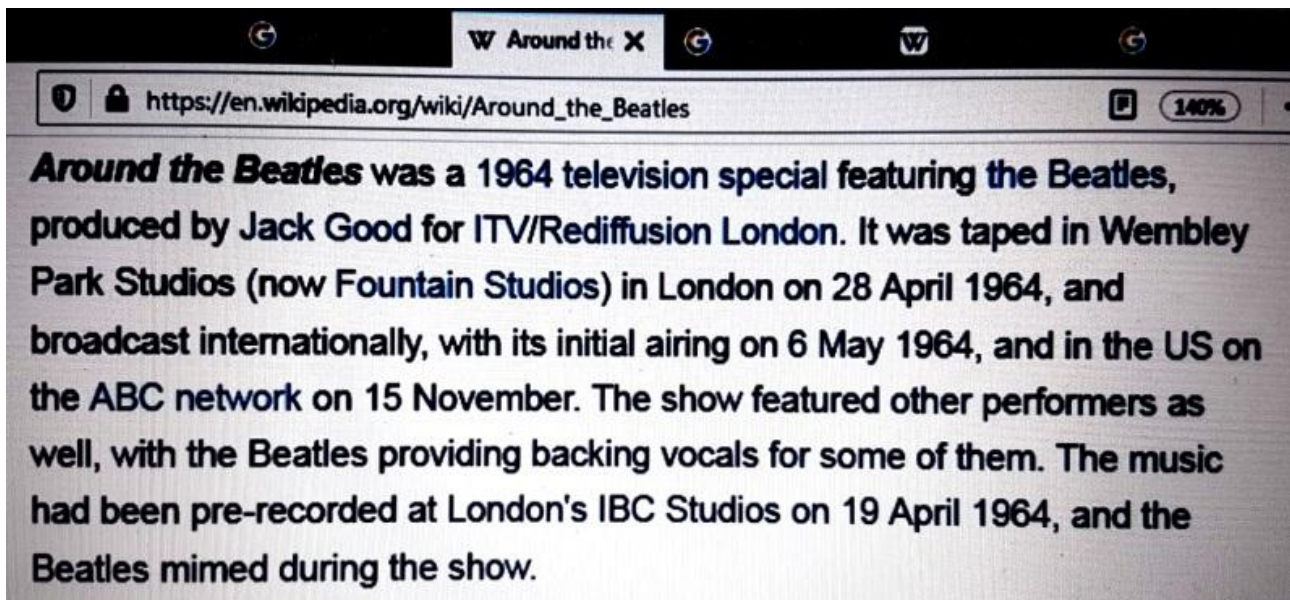 Around the
https://en.wikipedia.org/wiki/Around_the_Beatles
140%
Around the Beatles was a 1964 television special featuring the Beatles,
produced by Jack Good for ITV/Rediffusion London. It was taped in Wembley
Park Studios (now Fountain Studios) in London on 28 April 1964, and
broadcast internationally, with its initial airing on 6 May 1964, and in the US on
the ABC network on 15 November. The show featured other performers as
well, with the Beatles providing backing vocals for some of them. The music
had been pre-recorded at London's IBC Studios on 19 April 1964, and the
Beatles mimed during the show.